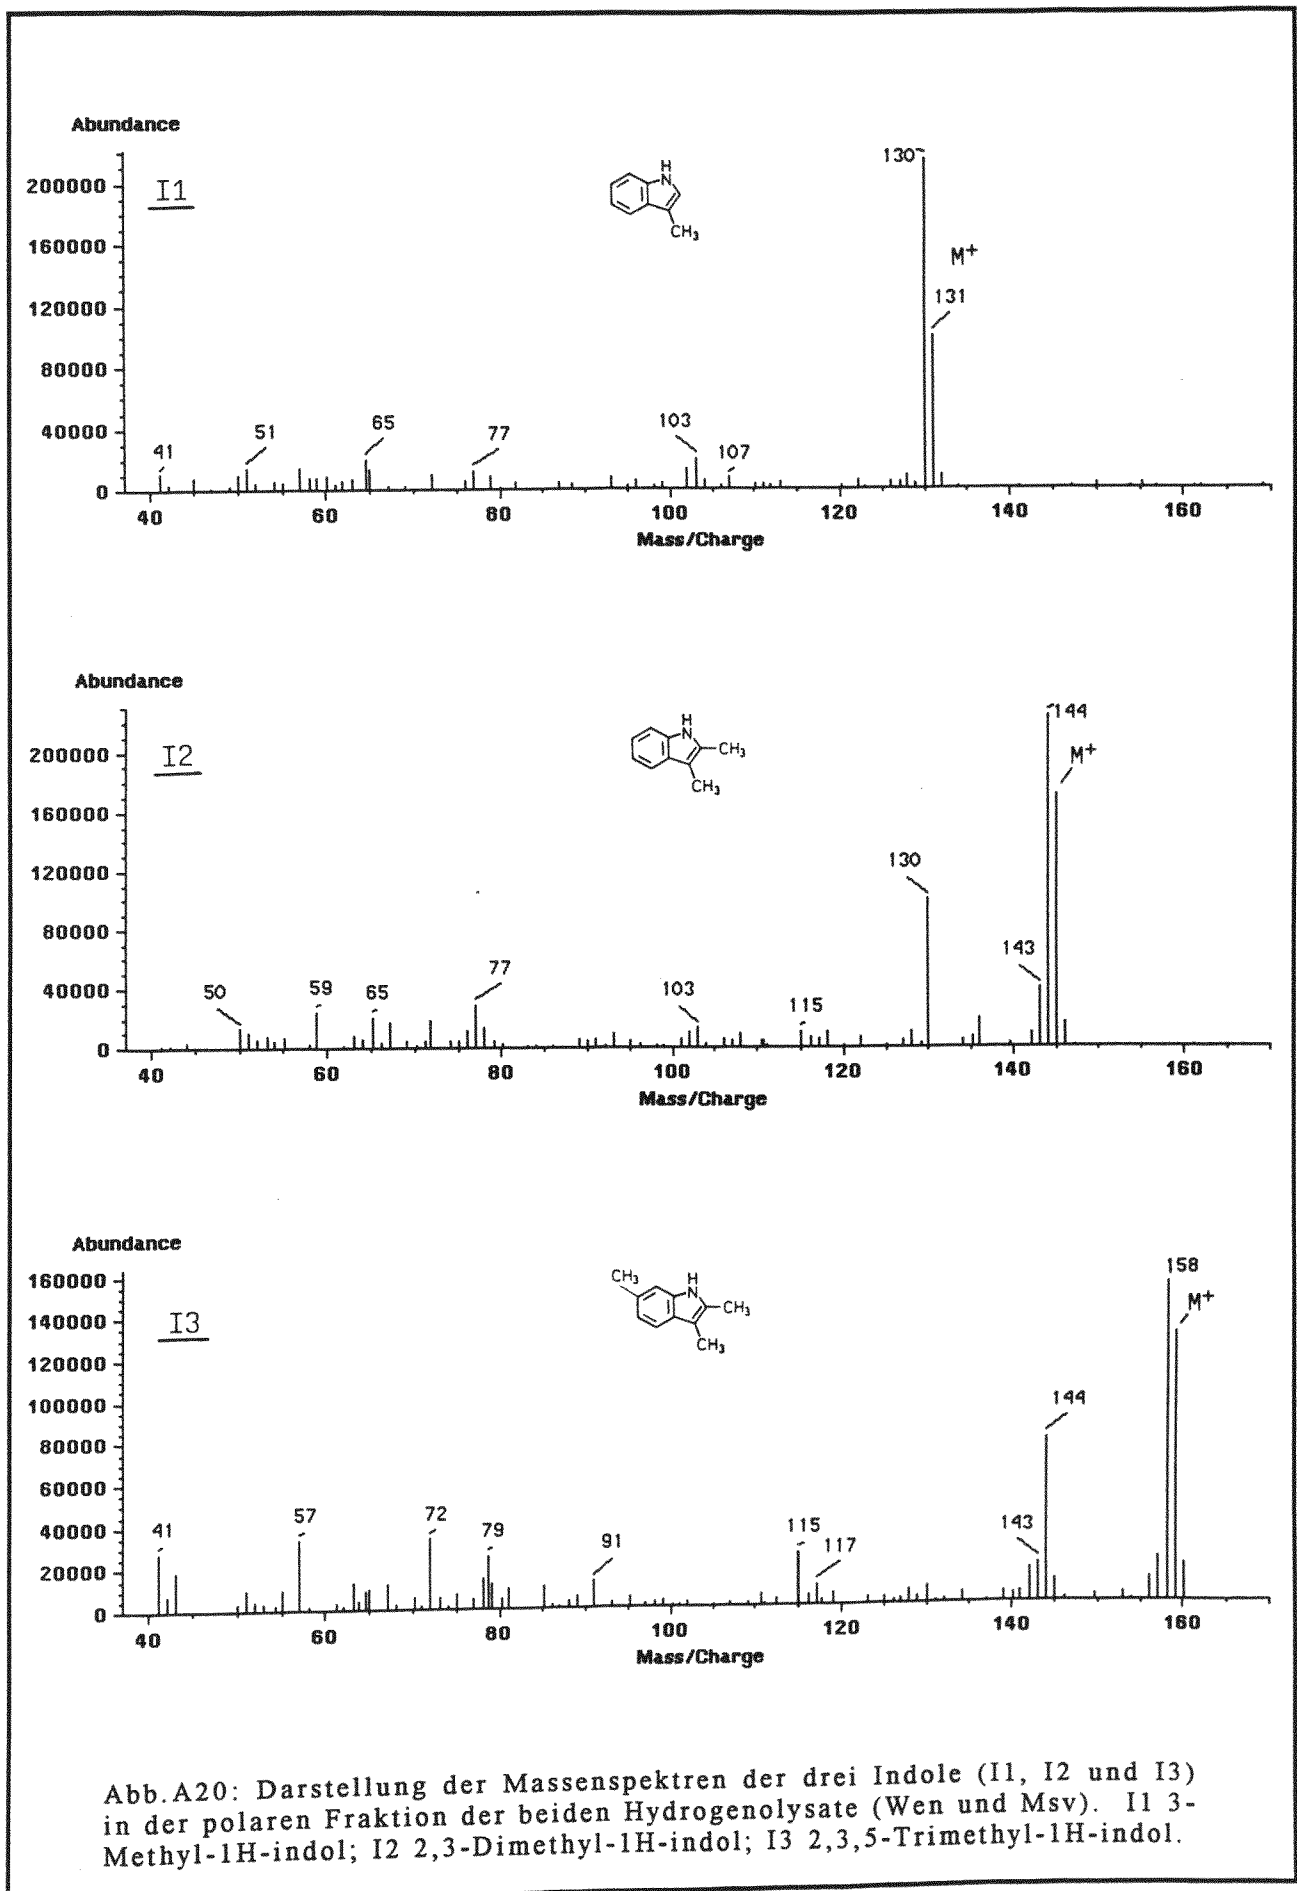 Abundance
200000
160000
120000
80000
40000
0
I1
H
N
CH3
130
M+
131
41
51
65
77
103
107
40 60 80 100 120 140 160
Mass/Charge
Abundance
200000
160000
120000
80000
40000
0
I2
H
N
CH3
CH3
144
M+
130
143
50
59
65
77
103
115
40 60 80 100 120 140 160
Mass/Charge
Abundance
160000
140000
120000
100000
80000
60000
40000
20000
0
I3
CH3
H
N
CH3
CH3
158
M+
144
143
41
57
72
79
91
115
117
40 60 80 100 120 140 160
Mass/Charge
Abb.A20: Darstellung der Massenspektren der drei Indole (I1, I2 und I3)
in der polaren Fraktion der beiden Hydrogenolysate (Wen und Msv). I1 3-
Methyl-1H-indol; I2 2,3-Dimethyl-1H-indol; I3 2,3,5-Trimethyl-1H-indol.